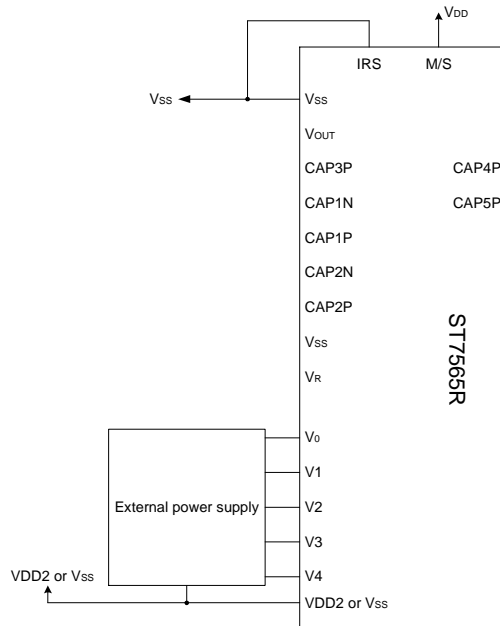 VDD
IRS M/S
VSS VSS
VOUT
CAP3P CAP4P
CAP1N CAP5P
CAP1P
CAP2N
CAP2P
VSS
VR
ST7565R
V0
V1
External power supply V2
V3
V4
VDD2 or VSS
VDD2 or VSS